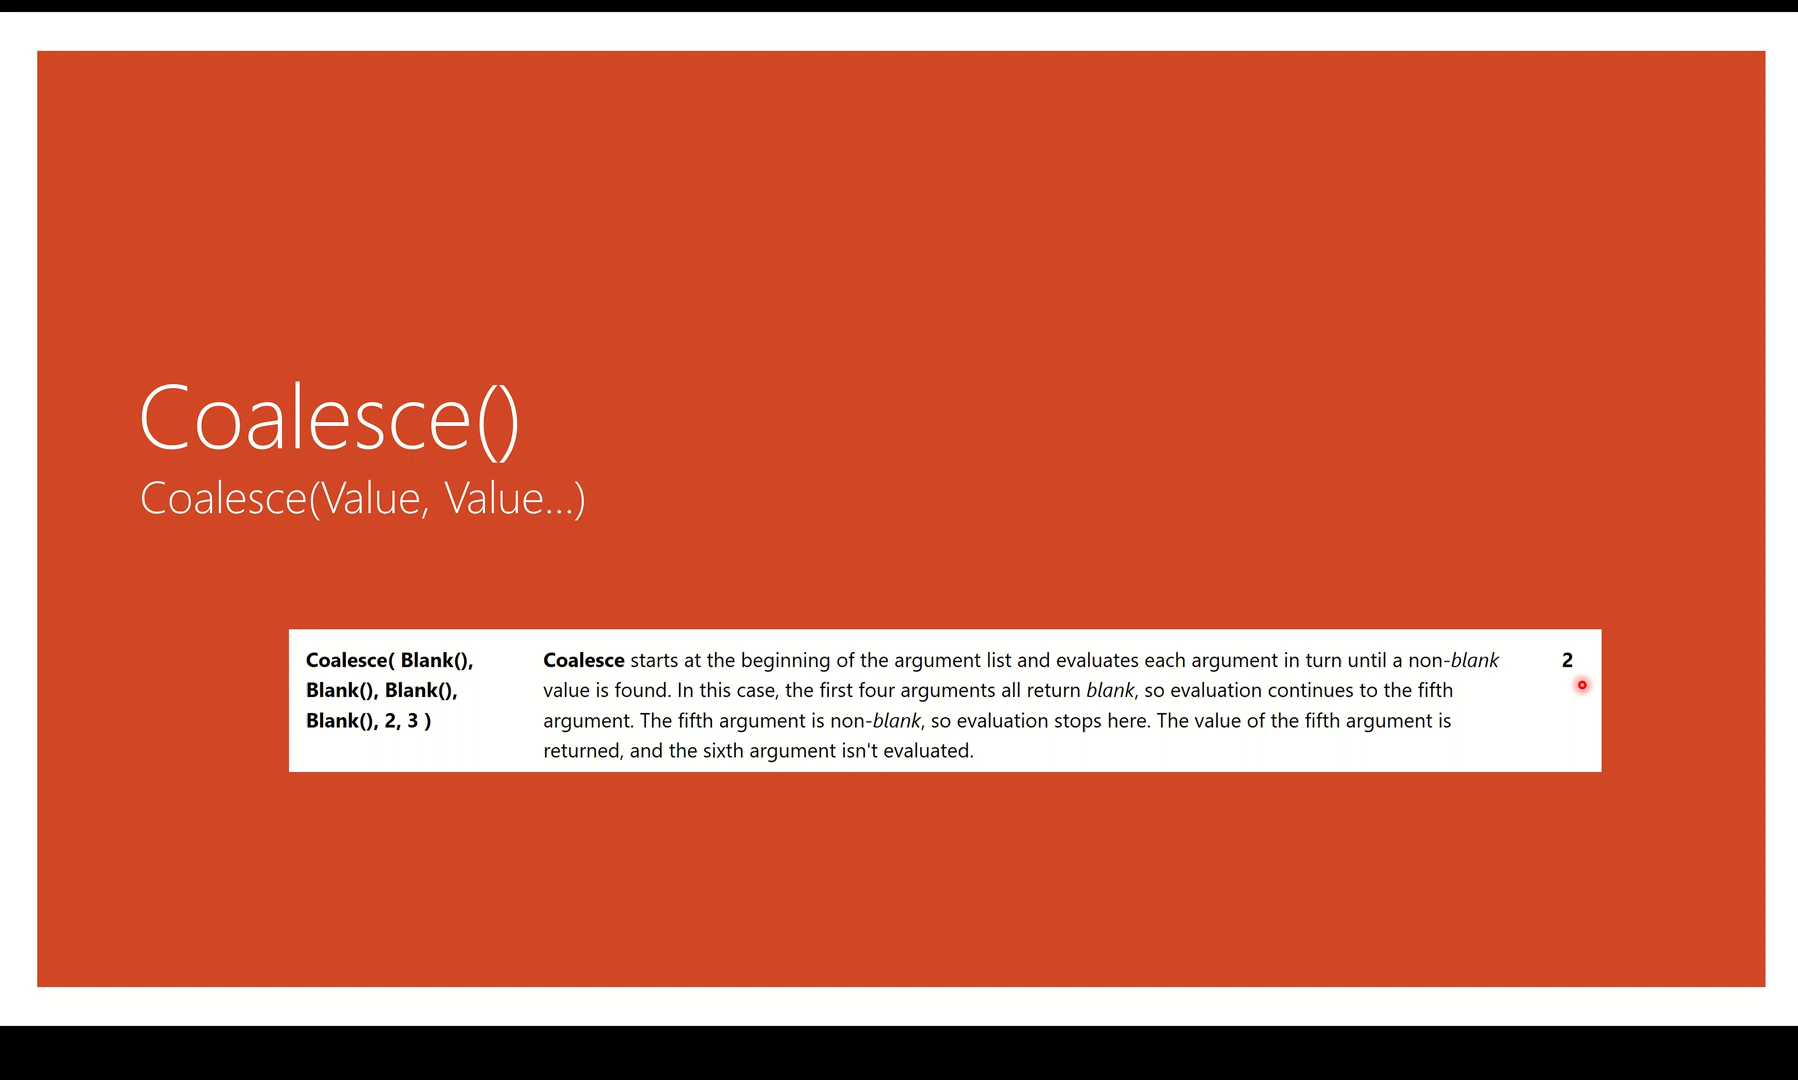 Coalesce()
Coalesce(Value, Value...)
Coalesce( Blank(),
Blank(), Blank(),
Blank(), 2, 3 )
Coalesce starts at the beginning of the argument list and evaluates each argument in turn until a non-blank
value is found. In this case, the first four arguments all return blank, so evaluation continues to the fifth
argument. The fifth argument is non-blank, so evaluation stops here. The value of the fifth argument is
returned, and the sixth argument isn't evaluated.
2